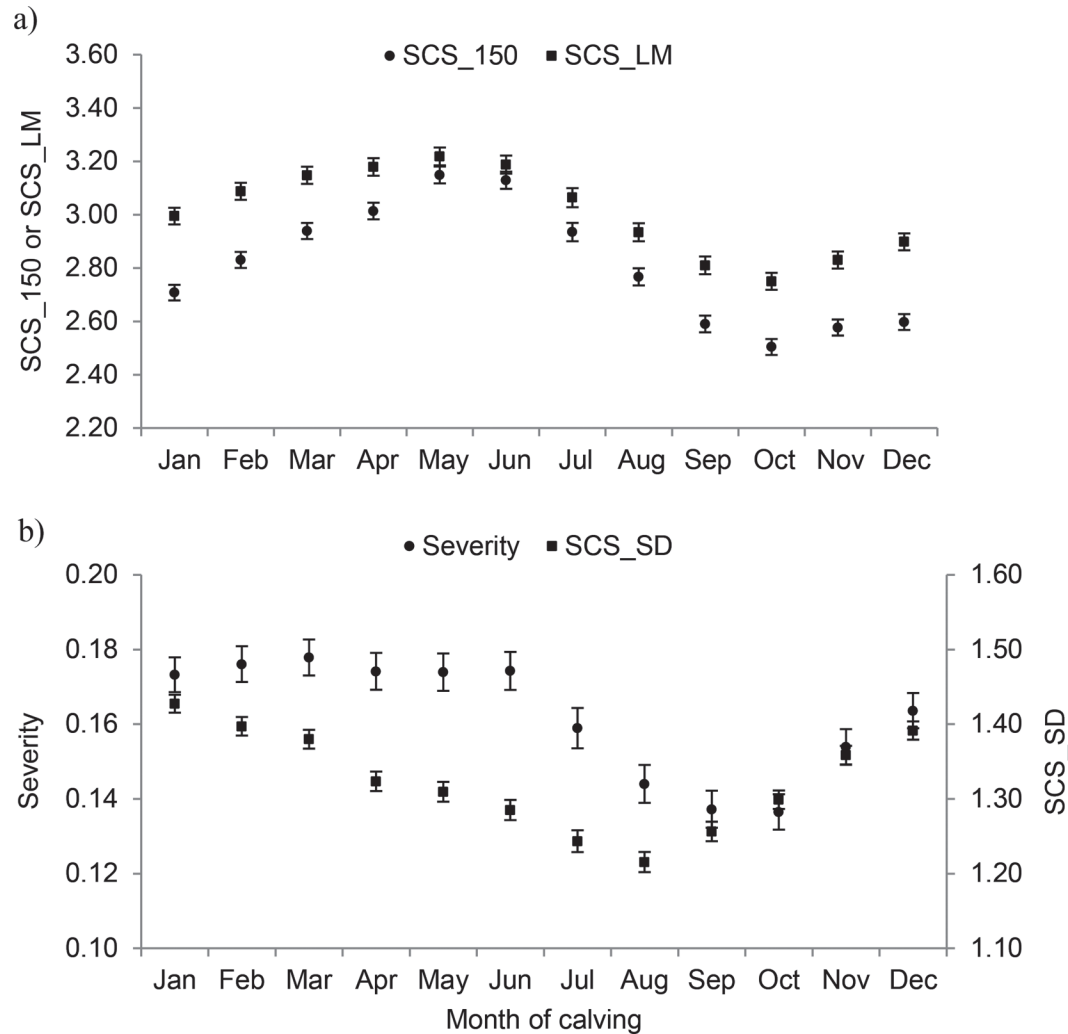 a)
SCS_150 SCS_LM
SCS_150 or SCS_LM
3.60
3.40
3.20
3.00
2.80
2.60
2.40
2.20
Jan Feb Mar Apr May Jun Jul Aug Sep Oct Nov Dec
b)
Severity SCS_SD
Severity
0.20
0.18
0.16
0.14
0.12
0.10
1.60
1.50
1.40
1.30
1.20
1.10
SCS_SD
Jan Feb Mar Apr May Jun Jul Aug Sep Oct Nov Dec
Month of calving